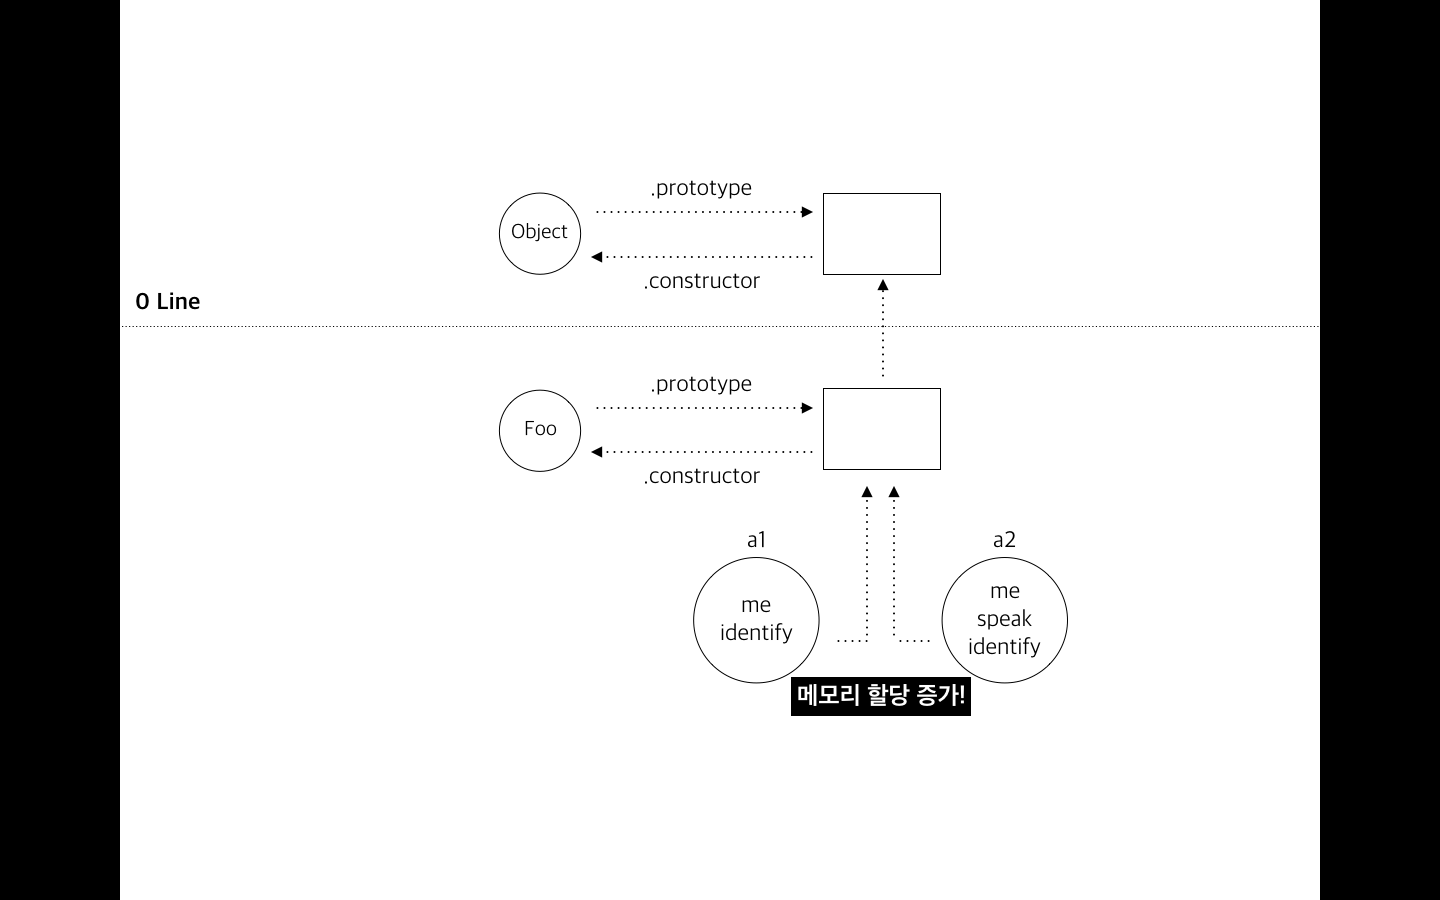 .prototype
Object
.constructor
0 Line
.prototype
Foo
.constructor
a1
a2
me
identify
me
speak
identify
메모리 할당 증가!